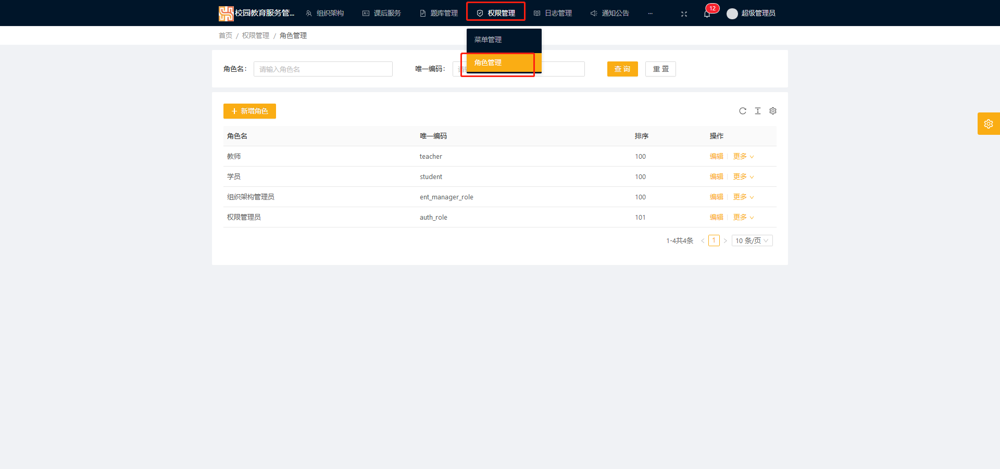 校园教育服务管... 组织架构 课后服务 题库管理 权限管理 日志管理 通知公告 ... 12 超级管理员
首页 / 权限管理 / 角色管理
菜单管理
角色管理
角色名： 请输入角色名 唯一编码： 请 查 询 重 置
新增角色
角色名 唯一编码 排序 操作
教师 teacher 100 编辑 更多
学员 student 100 编辑 更多
组织架构管理员 ent_manager_role 100 编辑 更多
权限管理员 auth_role 101 编辑 更多
1-4共4条 < 1 > 10 条/页